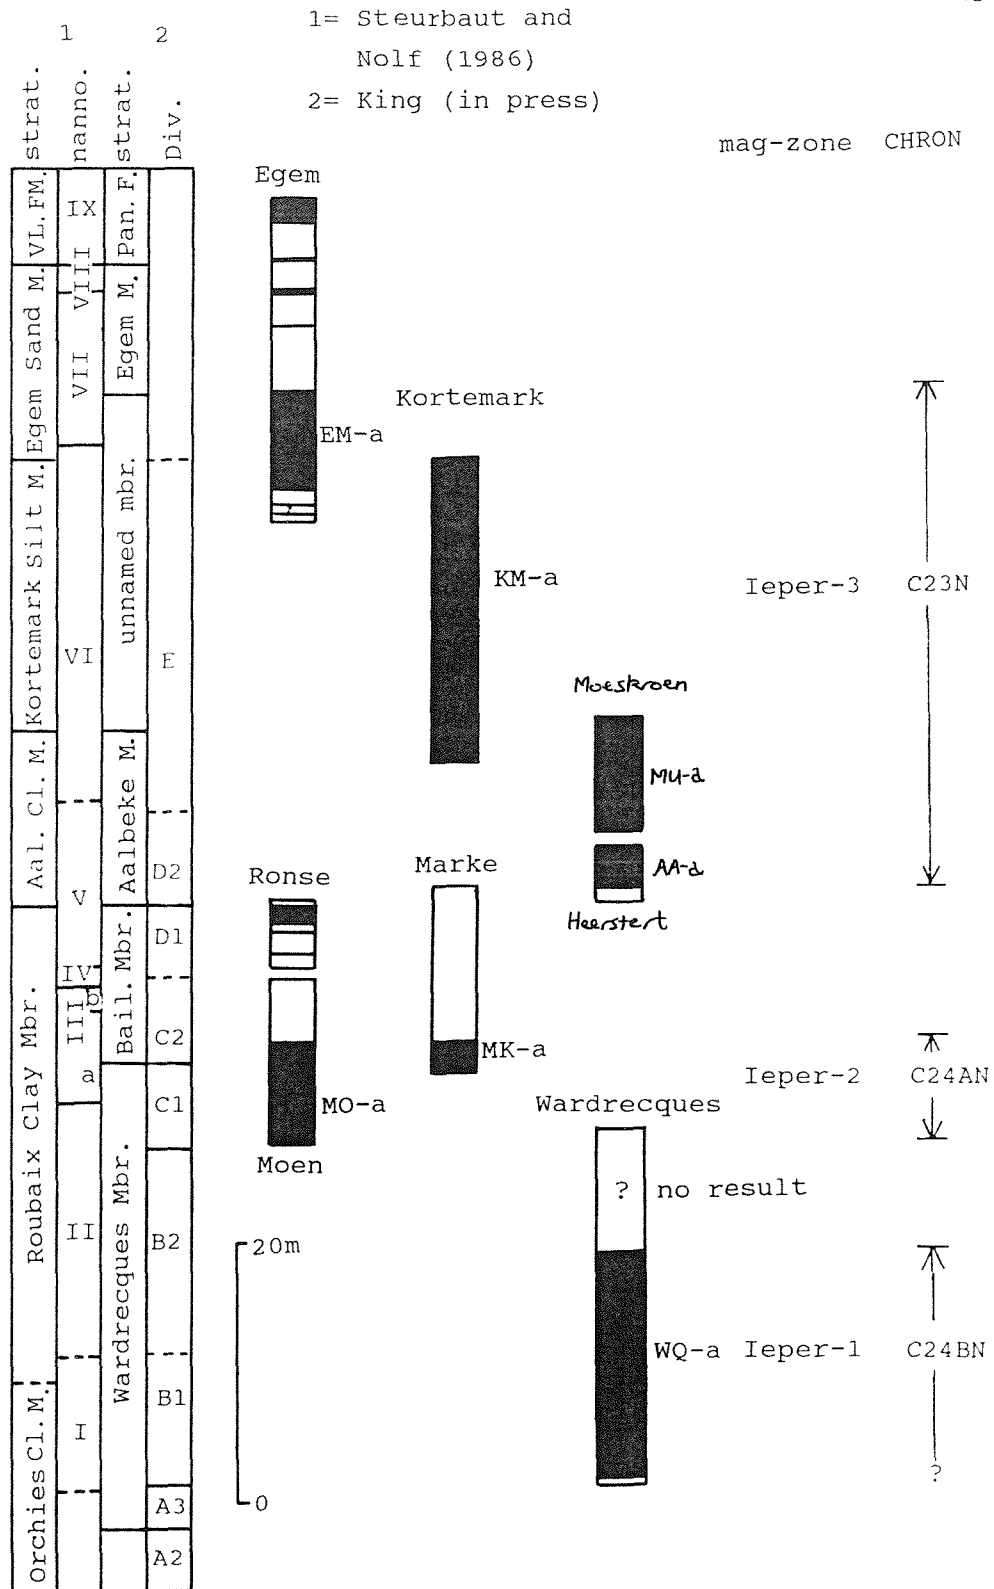 1= Steurbaut and
Nolf (1986)
2= King (in press)
1 2
strat. nanno. strat. Div.
mag-zone CHRON
VL. FM. IX Pan. F.
Egem
VIII
Egem Sand M. VII Egem M.
EM-a
Kortemark
Kortemark Silt M. VI unnamed mbr. E
KM-a
Ieper-3 C23N
Moeskroen
MU-a
Aal. Cl. M. V Aalbeke M. D2
Ronse
Marke
AA-a
Heerstert
Bail. Mbr. D1
IV
III b
C2
MK-a
Ieper-2 C24AN
a
C1
MO-a
Wardrecques
Moen
Roubaix Clay Mbr. II Wardrecques Mbr. B2
? no result
20m
WQ-a Ieper-1 C24BN
Orchies Cl. M. I B1
?
A3
0
A2